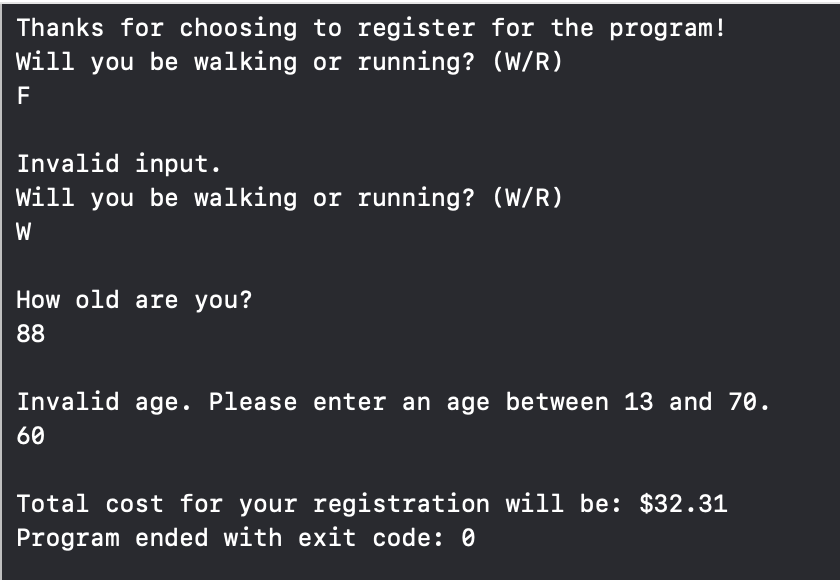 Thanks for choosing to register for the program!
Will you be walking or running? (W/R)
F
Invalid input.
Will you be walking or running? (W/R)
W
How old are you?
88
Invalid age. Please enter an age between 13 and 70.
60
Total cost for your registration will be: $32.31
Program ended with exit code: 0